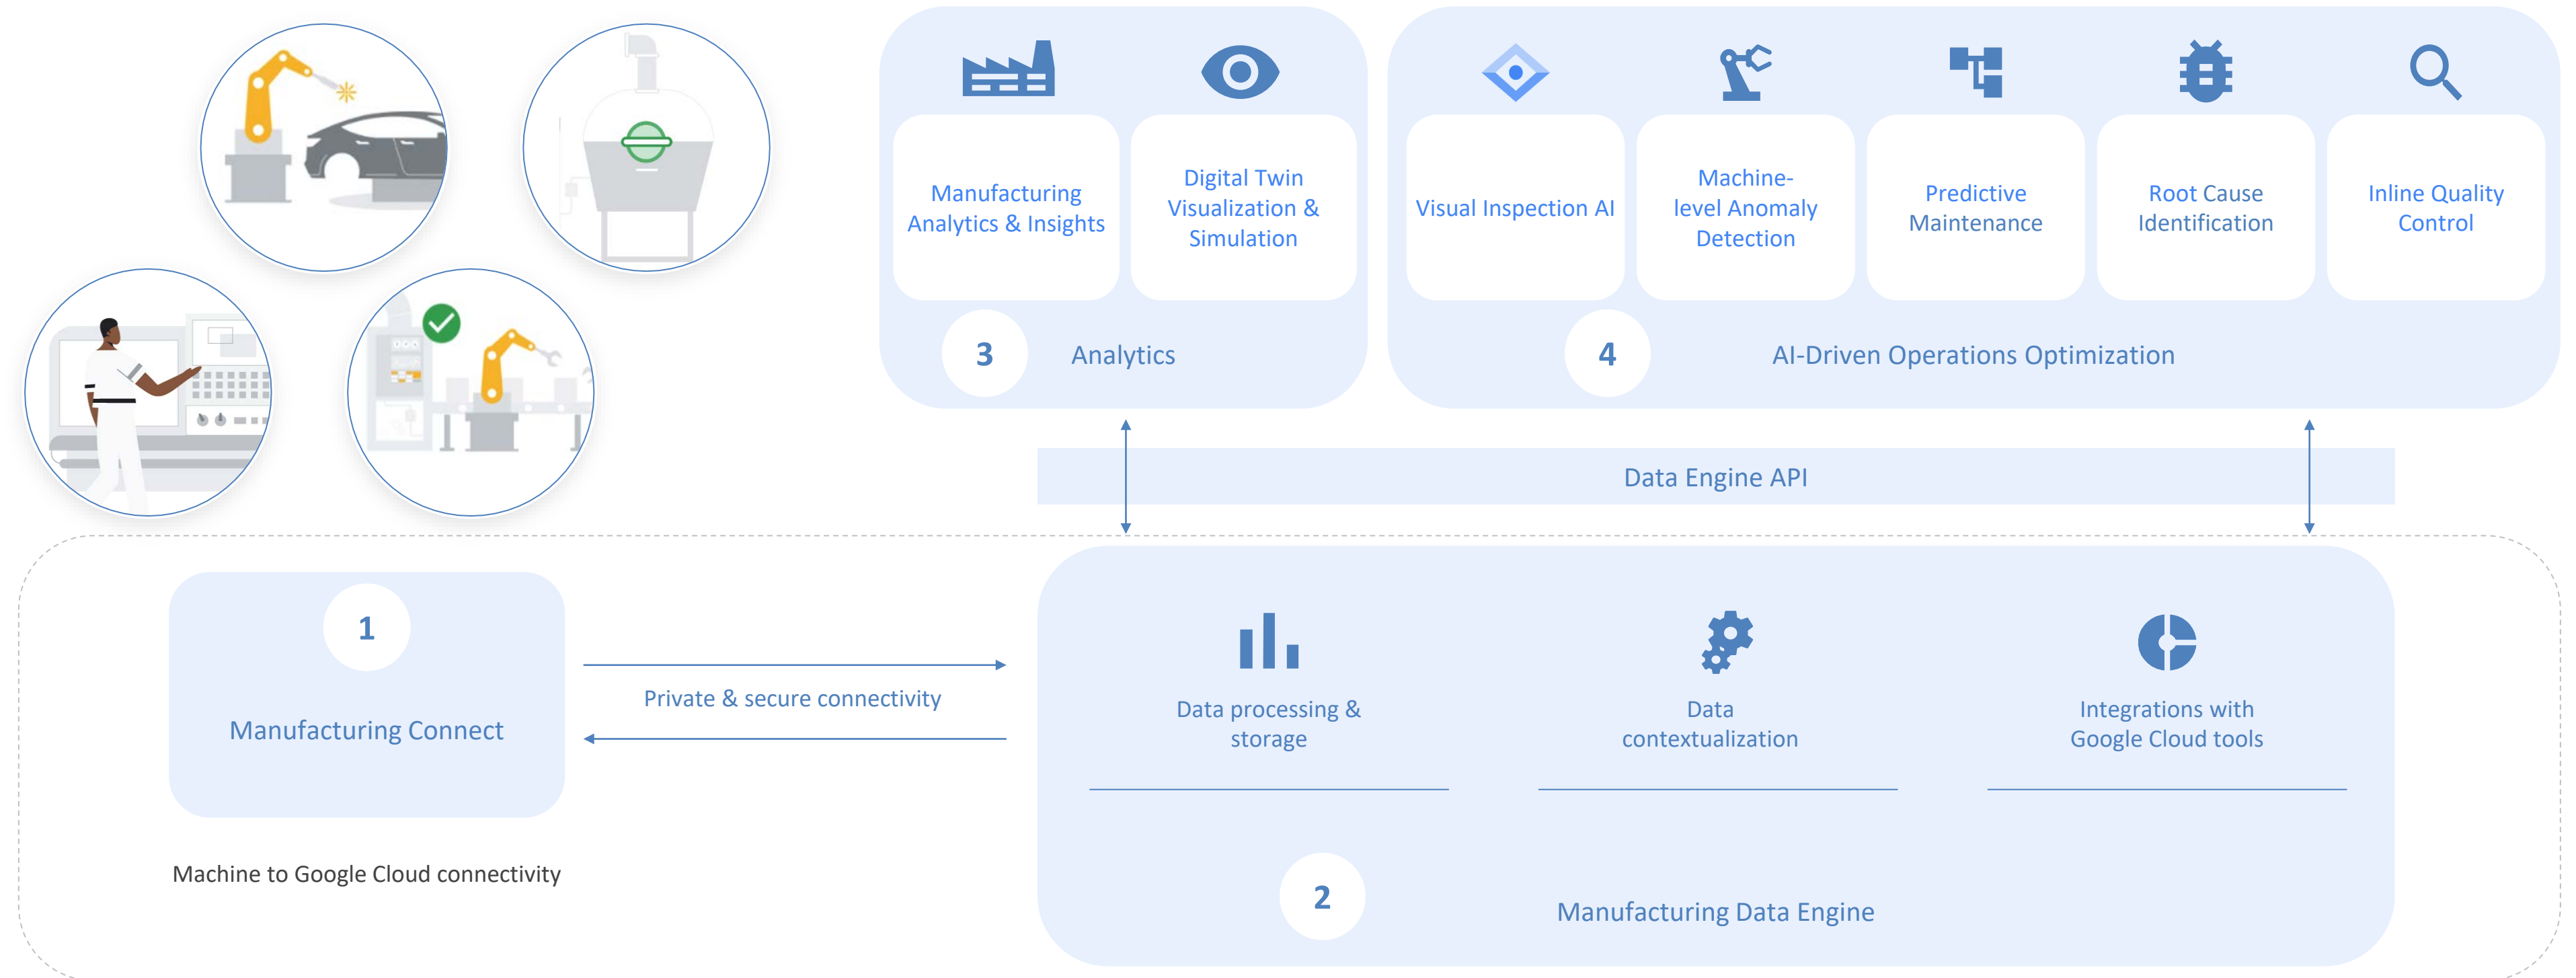 Manufacturing
Analytics & Insights
Digital Twin
Visualization &
Simulation
3
Analytics
Visual Inspection AI
Machine-
level Anomaly
Detection
Predictive
Maintenance
Root Cause
Identification
Inline Quality
Control
4
AI-Driven Operations Optimization
Data Engine API
1
Manufacturing Connect
Machine to Google Cloud connectivity
Private & secure connectivity
Data processing &
storage
Data
contextualization
Integrations with
Google Cloud tools
2
Manufacturing Data Engine